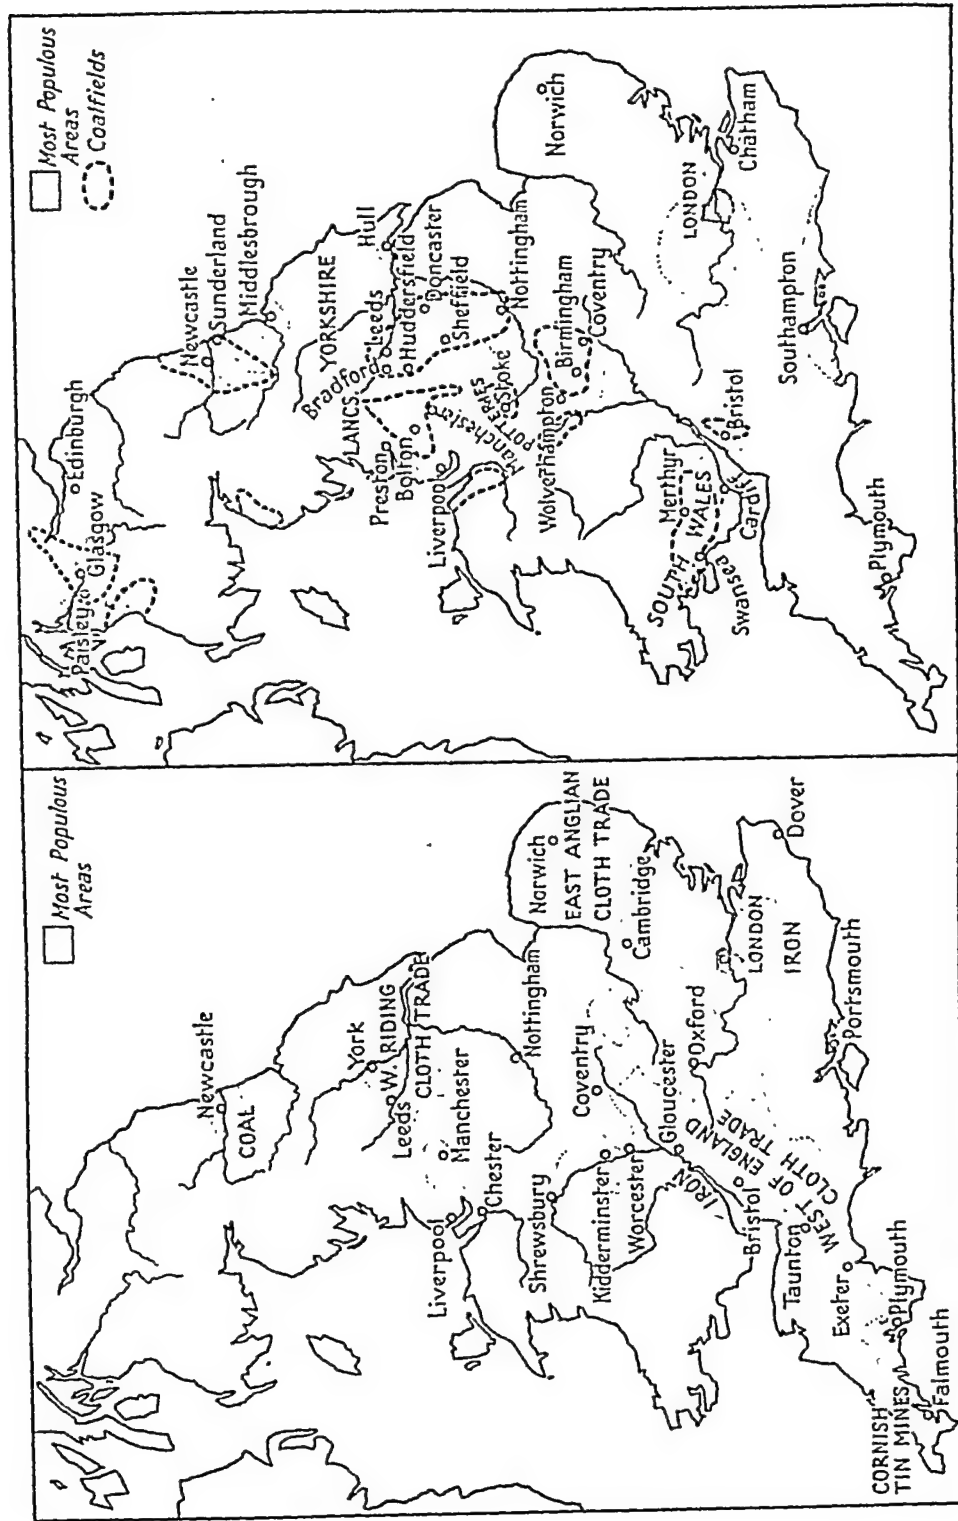 Most Populous
Areas
Newcastle
COAL
York
W. RIDING
CLOTH TRADE
Leeds
Manchester
Liverpool
Chester
Nottingham
Norwich
EAST ANGLIAN
CLOTH TRADE
Cambridge
Shrewsbury
Coventry
Kidderminster
Worcester
Gloucester
Oxford
IRON
LONDON
IRON
Bristol
WEST OF ENGLAND
CLOTH TRADE
Taunton
Exeter
Dover
Portsmouth
Plymouth
CORNISH
TIN MINES
Falmouth
Most Populous
Areas
Coalfields
Edinburgh
Glasgow
Paisley
Newcastle
Sunderland
Middlesbrough
YORKSHIRE
LANCS
Bradford
Leeds
Hull
Huddersfield
Doncaster
Sheffield
Preston
Bolton
Manchester
Liverpool
POTTERIES
Stoke
Nottingham
Norwich
Wolverhampton
Birmingham
Coventry
SOUTH
WALES
Merthyr
Swansea
Cardiff
Bristol
LONDON
Chatham
Southampton
Plymouth